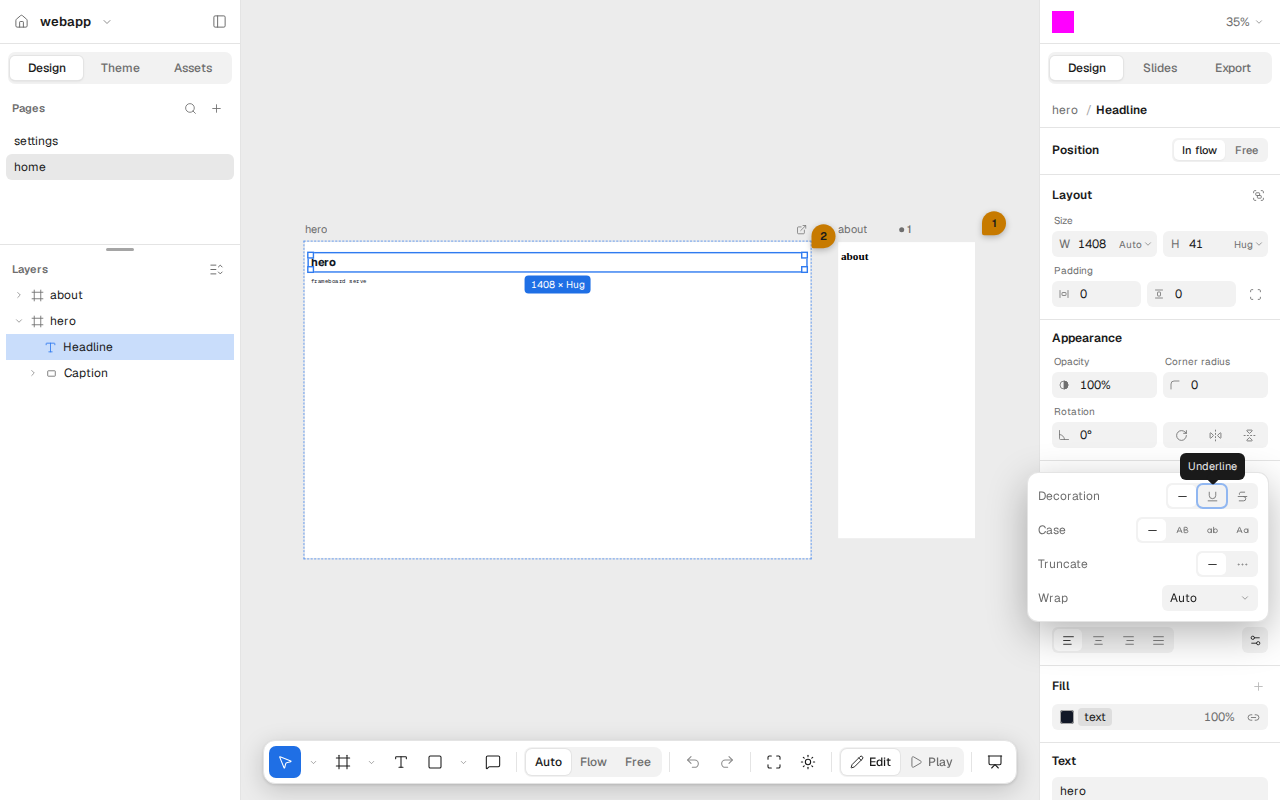 webapp
Design
Theme
Assets
Pages
settings
home
Layers
about
hero
Headline
Caption
hero
2
about
1
1
hero
frameboard serve
1408 × Hug
about
Auto
Flow
Free
Edit
Play
35%
Design
Slides
Export
hero / Headline
Position
In flow
Free
Layout
Size
W 1408 Auto
H 41 Hug
Padding
0
0
Appearance
Opacity
Corner radius
100%
0
Rotation
0°
Underline
Decoration
Case
AB
ab
Aa
Truncate
Wrap
Auto
Fill
text
100%
Text
hero